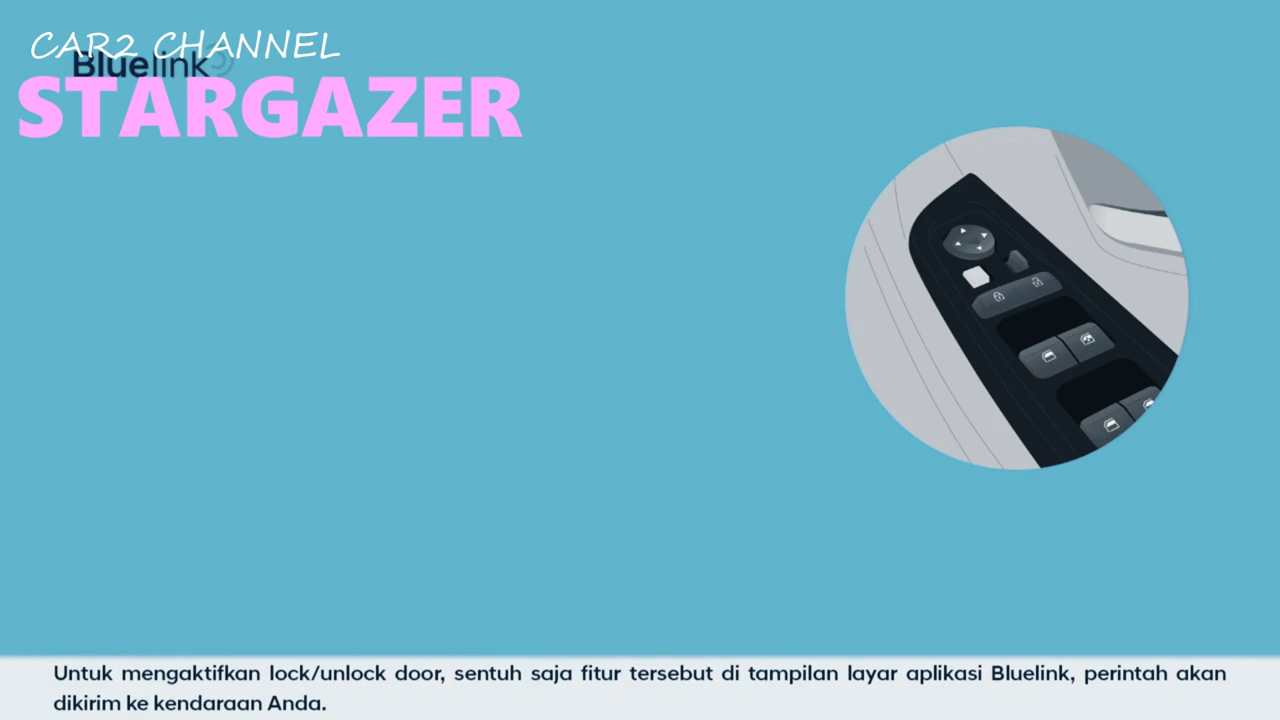 CAR2 CHANNEL
Bluelink
STARGAZER
Untuk mengaktifkan lock/unlock door, sentuh saja fitur tersebut di tampilan layar aplikasi Bluelink, perintah akan
dikirim ke kendaraan Anda.